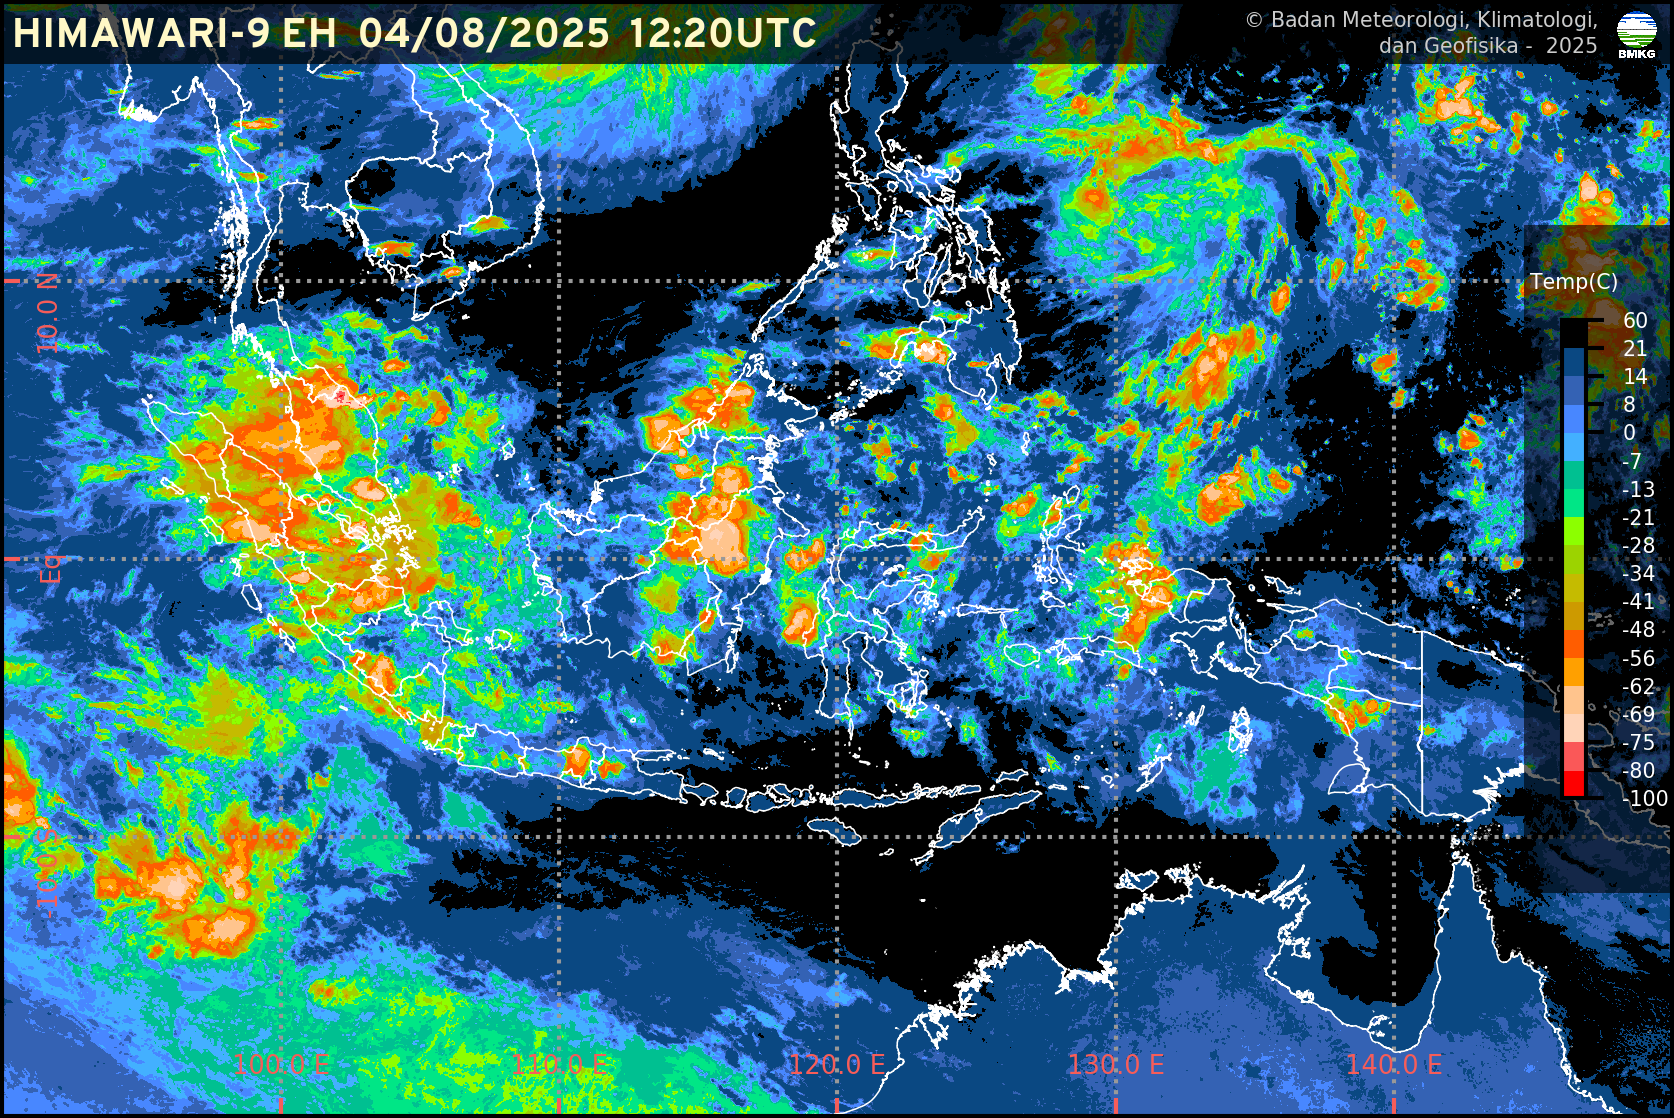 HIMAWARI-9 EH  04/08/2025  12:20UTC
© Badan Meteorologi, Klimatologi,
dan Geofisika -  2025
BMKG
Temp(C)
60
21
14
8
0
-7
-13
-21
-28
-34
-41
-48
-56
-62
-69
-75
-80
-100
10.0 N
Eq
-10.0 S
100.0 E
110.0 E
120.0 E
130.0 E
140.0 E